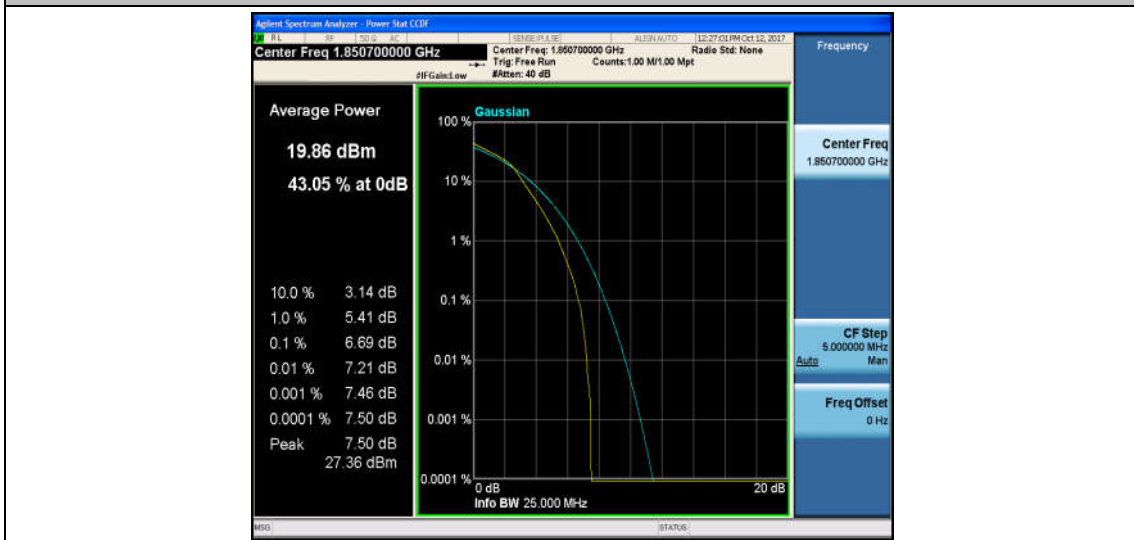 Agilent Spectrum Analyzer - Power Stat CCDF
RL RF 50 Ω AC SENSE:PULSE ALIGN AUTO 12:27:01 PM Oct 12, 2017
Center Freq 1.850700000 GHz
Center Freq: 1.850700000 GHz Radio Std: None
Trig: Free Run Counts:1.00 M/1.00 Mpt
#IFGain:Low #Atten: 40 dB
Frequency
Average Power
19.86 dBm
43.05 % at 0dB
10.0 % 3.14 dB
1.0 % 5.41 dB
0.1 % 6.69 dB
0.01 % 7.21 dB
0.001 % 7.46 dB
0.0001 % 7.50 dB
Peak 7.50 dB
27.36 dBm
Gaussian
100 %
10 %
1 %
0.1 %
0.01 %
0.001 %
0.0001 %
0 dB 20 dB
Info BW 25.000 MHz
Center Freq
1.850700000 GHz
CF Step
5.000000 MHz
Auto Man
Freq Offset
0 Hz
MSG STATUS